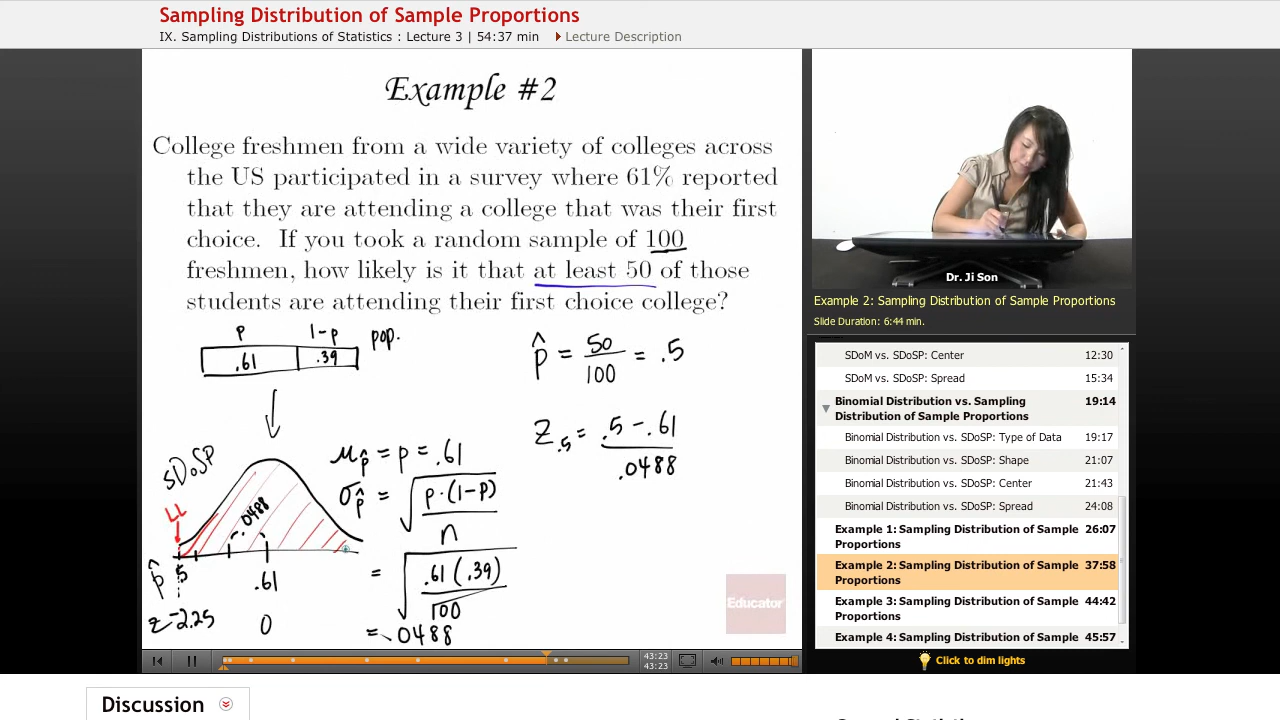 Sampling Distribution of Sample Proportions
IX. Sampling Distributions of Statistics : Lecture 3 | 54:37 min
Lecture Description
Example #2
College freshmen from a wide variety of colleges across
the US participated in a survey where 61% reported
that they are attending a college that was their first
choice. If you took a random sample of 100
freshmen, how likely is it that at least 50 of those
students are attending their first choice college?
p 1-p pop.
.61 .39
p̂ = 50/100 = .5
z.5 = .5 - .61 / .0488
SDoSP
μp̂ = p = .61
σp̂ = √(p·(1-p)/n)
LL
.0488
= √(.61(.39)/100)
p̂ .5 .61
z -2.25 0
= .0488
Educator
Dr. Ji Son
Example 2: Sampling Distribution of Sample Proportions
Slide Duration: 6:44 min.
SDoM vs. SDoSP: Center 12:30
SDoM vs. SDoSP: Spread 15:34
Binomial Distribution vs. Sampling 19:14
Distribution of Sample Proportions
Binomial Distribution vs. SDoSP: Type of Data 19:17
Binomial Distribution vs. SDoSP: Shape 21:07
Binomial Distribution vs. SDoSP: Center 21:43
Binomial Distribution vs. SDoSP: Spread 24:08
Example 1: Sampling Distribution of Sample 26:07
Proportions
Example 2: Sampling Distribution of Sample 37:58
Proportions
Example 3: Sampling Distribution of Sample 44:42
Proportions
Example 4: Sampling Distribution of Sample 45:57
43:23
43:23
Click to dim lights
Discussion